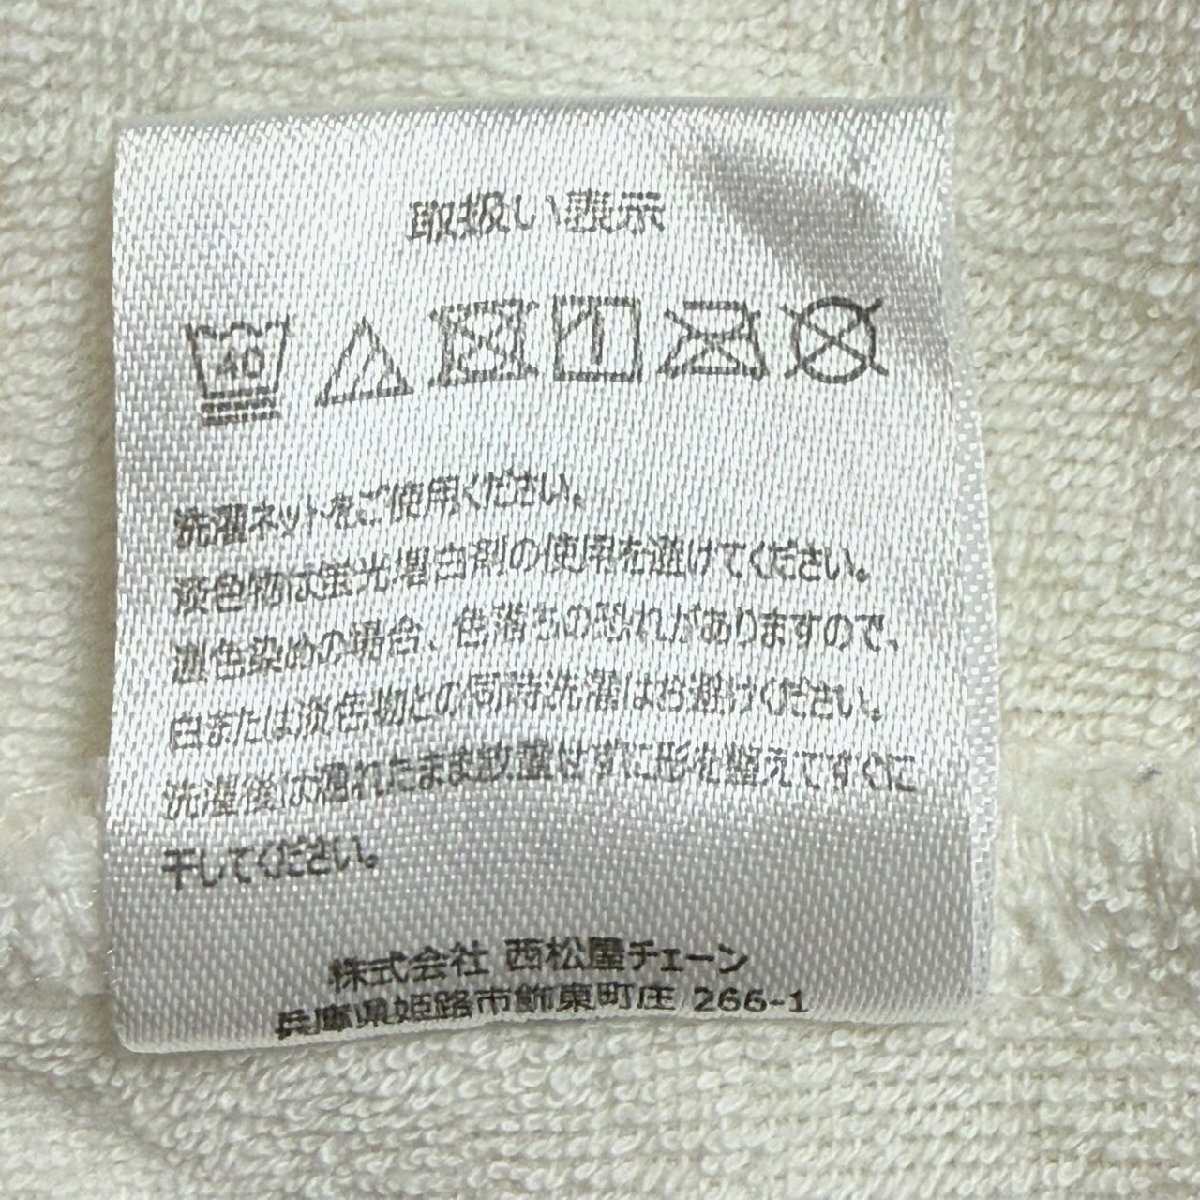 取扱い表示
40
洗濯ネットをご使用ください。
淡色物は蛍光増白剤の使用を避けてください。
濃色染めの場合、色落ちの恐れがありますので、
白または淡色物との同時洗濯はお避けください。
洗濯後は濡れたまま放置せずに形を整えてすぐに
干してください。
株式会社 西松屋チェーン
兵庫県姫路市飾東町庄 266-1